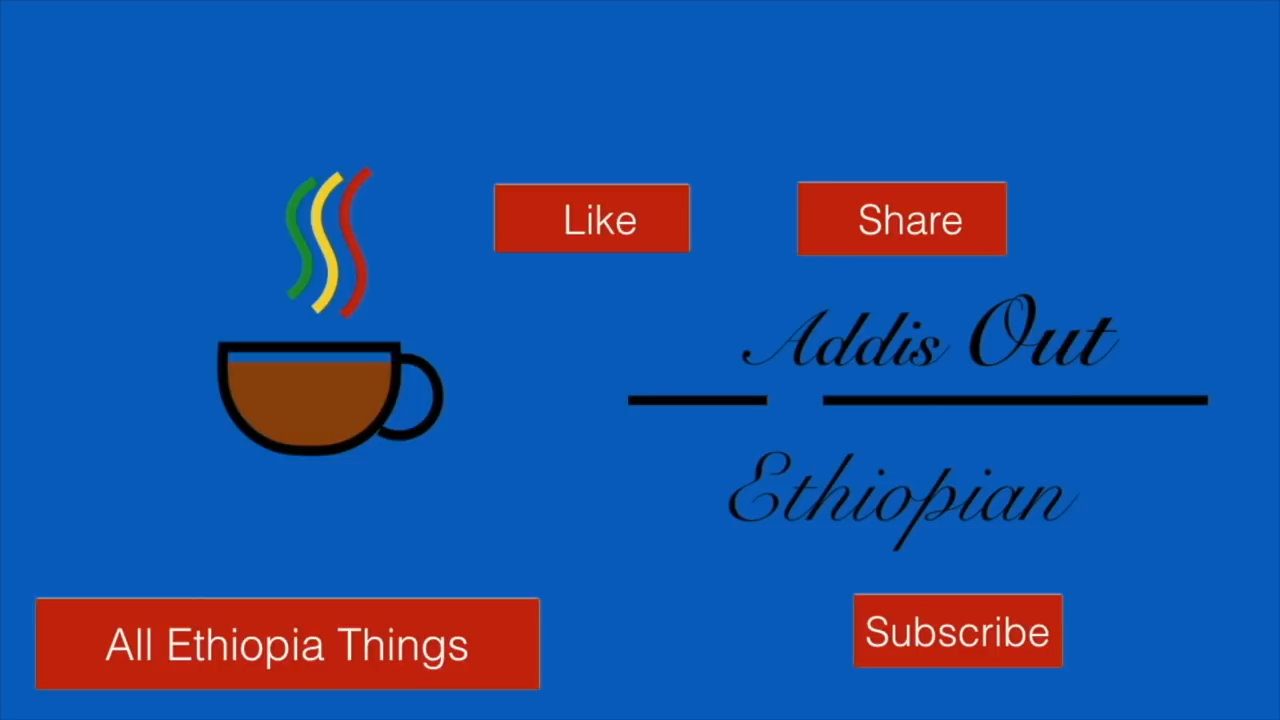 Like
Share
Addis Out
Ethiopian
All Ethiopia Things
Subscribe